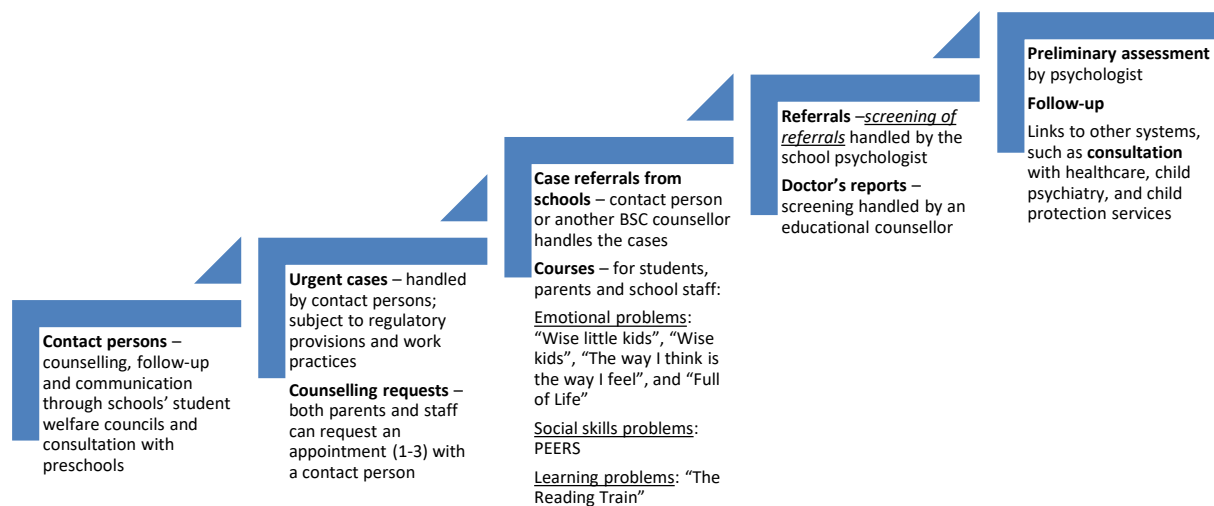 Contact persons –
counselling, follow-up
and communication
through schools’ student
welfare councils and
consultation with
preschools
Urgent cases – handled
by contact persons;
subject to regulatory
provisions and work
practices
Counselling requests –
both parents and staff
can request an
appointment (1-3) with
a contact person
Case referrals from
schools – contact person
or another BSC counsellor
handles the cases
Courses – for students,
parents and school staff:
Emotional problems:
“Wise little kids”, “Wise
kids”, “The way I think is
the way I feel”, and “Full
of Life”
Social skills problems:
PEERS
Learning problems: “The
Reading Train”
Referrals –screening of
referrals handled by the
school psychologist
Doctor’s reports –
screening handled by an
educational counsellor
Preliminary assessment
by psychologist
Follow-up
Links to other systems,
such as consultation
with healthcare, child
psychiatry, and child
protection services